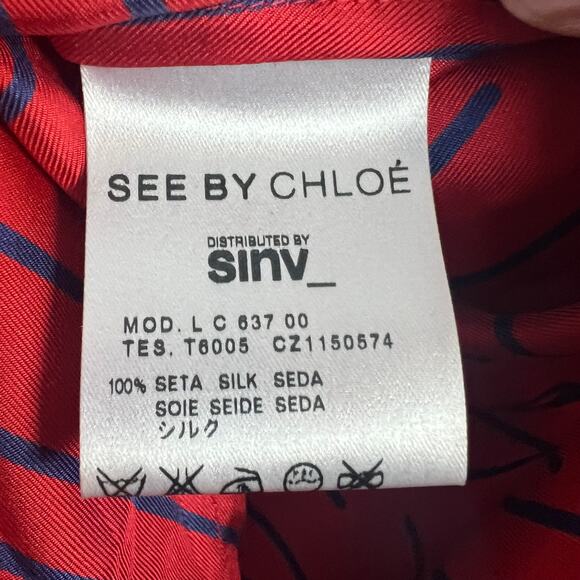 SEE BY CHLOÉ
DISTRIBUTED BY
sinv_
MOD. L C 637 00
TES. T6005 CZ1150574
100% SETA SILK SEDA
SOIE SEIDE SEDA
シルク